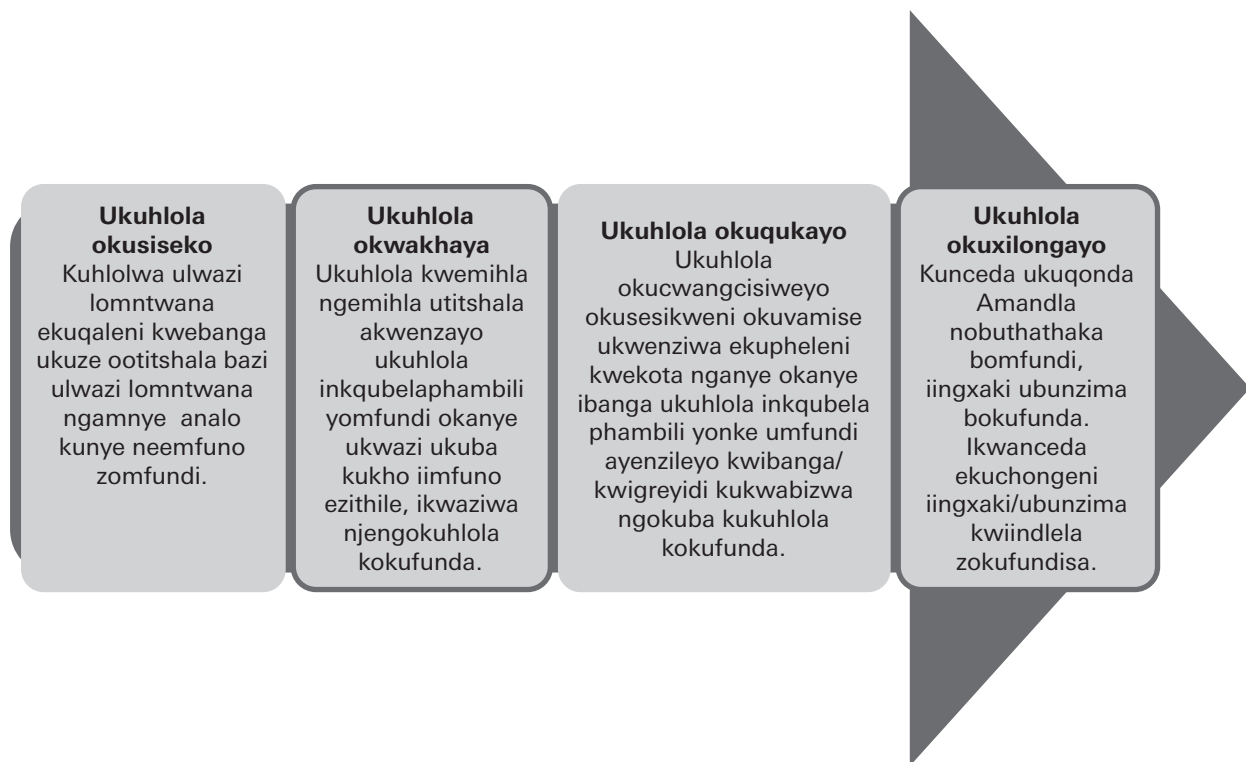 Ukuhlola
okusiseko
Kuhlolwa ulwazi
lomntwana
ekuqaleni kwebanga
ukuze ootitshala bazi
ulwazi lomntwana
ngamnye analo
kunye neemfuno
zomfundi.
Ukuhlola
okwakhaya
Ukuhlola kwemihla
ngemihla utitshala
akwenzayo
ukuhlola
inkqubelaphambili
yomfundi okanye
ukwazi ukuba
kukho iimfuno
ezithile, ikwaziwa
njengokuhlola
kokufunda.
Ukuhlola okuqukayo
Ukuhlola
okucwangcisiweyo
okusesikweni okuvamise
ukwenziwa ekupheleni
kwekota nganye okanye
ibanga ukuhlola inkqubela
phambili yonke umfundi
ayenzileyo kwibanga/
kwigreyidi kukwabizwa
ngokuba kukuhlola
kokufunda.
Ukuhlola
okuxilongayo
Kunceda ukuqonda
Amandla
nobuthathaka
bomfundi,
iingxaki ubunzima
bokufunda.
Ikwanceda
ekuchongeni
iingxaki/ubunzima
kwiindlela
zokufundisa.